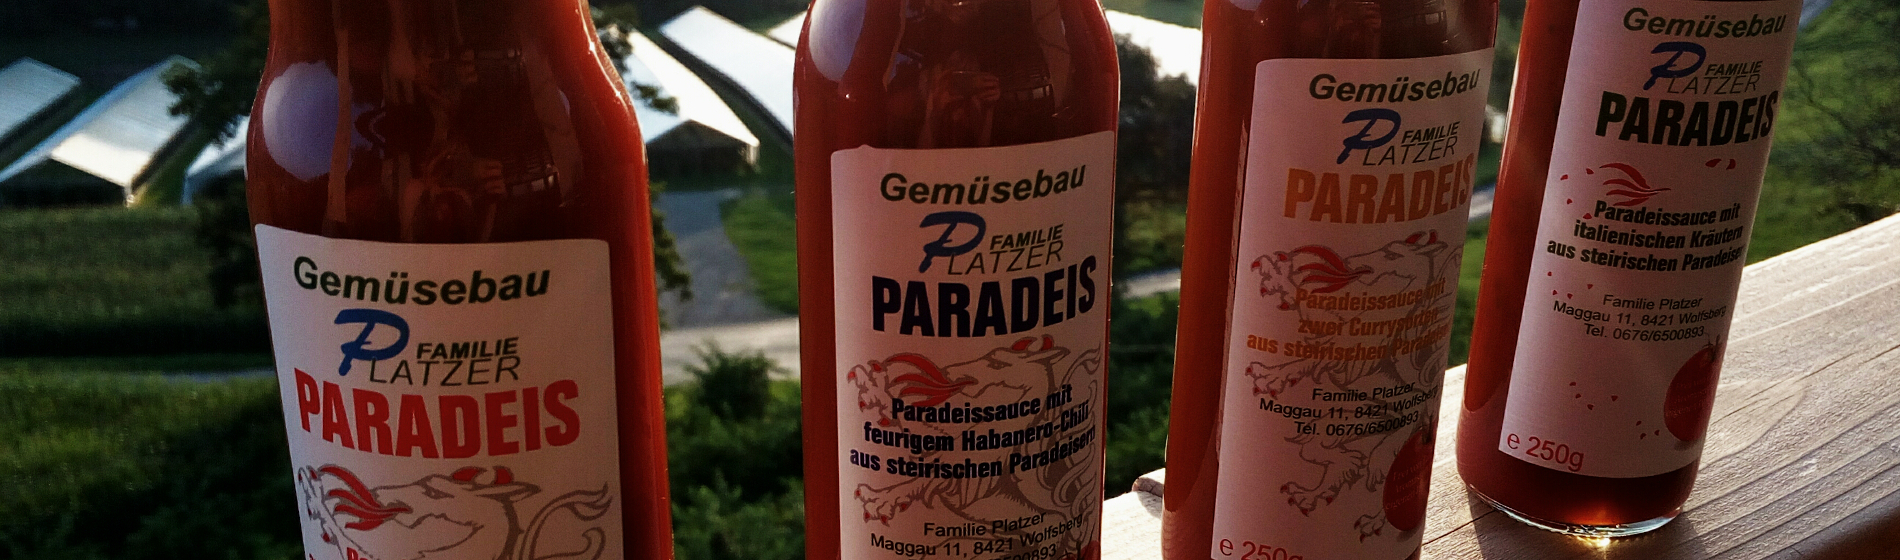 Gemüsebau
FAMILIE
PLATZER
PARADEIS
Gemüsebau
FAMILIE
PLATZER
PARADEIS
Paradeissauce mit
feurigem Habanero-Chili
aus steirischen Paradeisern
Familie Platzer
Maggau 11, 8421 Wolfsberg
Gemüsebau
FAMILIE
PLATZER
PARADEIS
Paradeissauce mit
zwei Currysorten
aus steirischen
Familie Platzer
Maggau 11, 8421 Wolfsberg
Tel. 0676/6500893
e 250g
Gemüsebau
FAMILIE
PLATZER
PARADEIS
Paradeissauce mit
italienischen Kräutern
aus steirischen Paradeisern
Familie Platzer
Maggau 11, 8421 Wolfsberg
Tel. 0676/6500893
e 250g